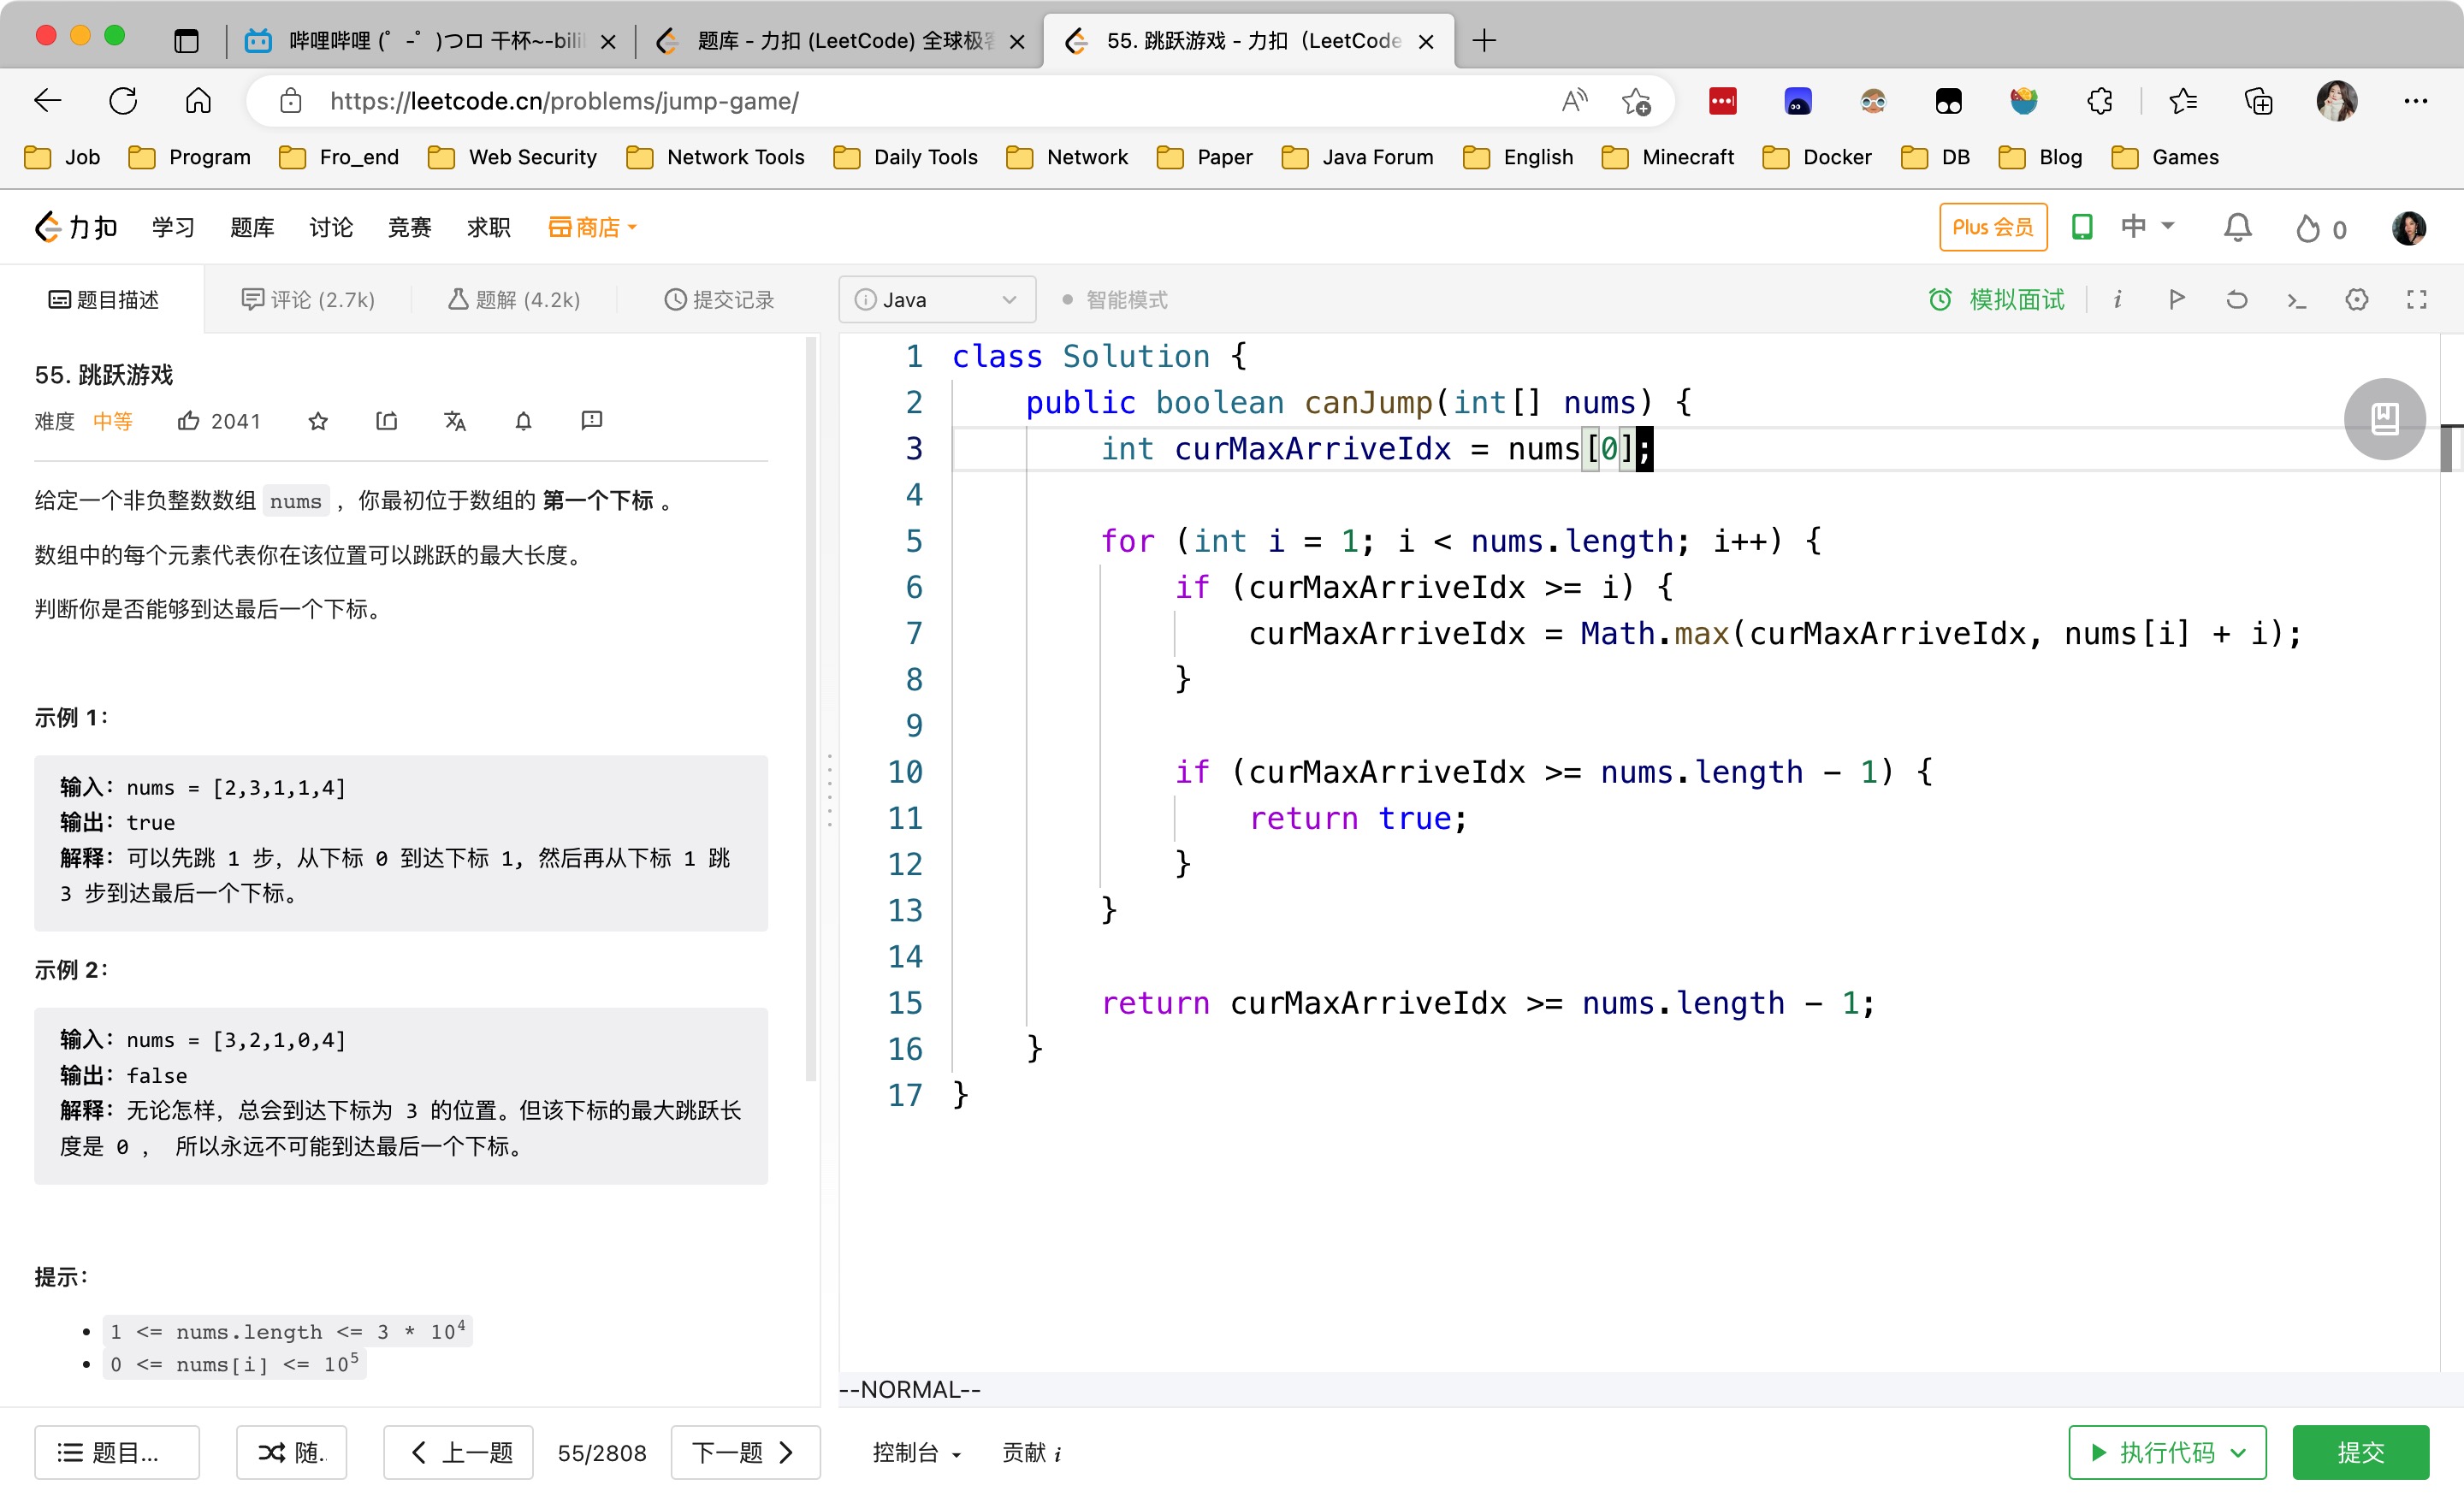 哔哩哔哩 (゜-゜)つロ 干杯~-bili
题库 - 力扣 (LeetCode) 全球极客
55. 跳跃游戏 - 力扣（LeetCode
https://leetcode.cn/problems/jump-game/
Job Program Fro_end Web Security Network Tools Daily Tools Network Paper Java Forum English Minecraft Docker DB Blog Games
力扣 学习 题库 讨论 竞赛 求职 商店 Plus 会员 中 0
题目描述 评论 (2.7k) 题解 (4.2k) 提交记录
Java 智能模式 模拟面试
55. 跳跃游戏
难度 中等 2041
给定一个非负整数数组 nums ，你最初位于数组的 第一个下标 。
数组中的每个元素代表你在该位置可以跳跃的最大长度。
判断你是否能够到达最后一个下标。
示例 1：
输入：nums = [2,3,1,1,4]
输出：true
解释：可以先跳 1 步，从下标 0 到达下标 1, 然后再从下标 1 跳
3 步到达最后一个下标。
示例 2：
输入：nums = [3,2,1,0,4]
输出：false
解释：无论怎样，总会到达下标为 3 的位置。但该下标的最大跳跃长
度是 0 ， 所以永远不可能到达最后一个下标。
提示：
1 <= nums.length <= 3 * 10⁴
0 <= nums[i] <= 10⁵
1 class Solution {
2 public boolean canJump(int[] nums) {
3 int curMaxArriveIdx = nums[0];
4
5 for (int i = 1; i < nums.length; i++) {
6 if (curMaxArriveIdx >= i) {
7 curMaxArriveIdx = Math.max(curMaxArriveIdx, nums[i] + i);
8 }
9
10 if (curMaxArriveIdx >= nums.length - 1) {
11 return true;
12 }
13 }
14
15 return curMaxArriveIdx >= nums.length - 1;
16 }
17 }
--NORMAL--
题目... 随. 上一题 55/2808 下一题 控制台 贡献 i 执行代码 提交